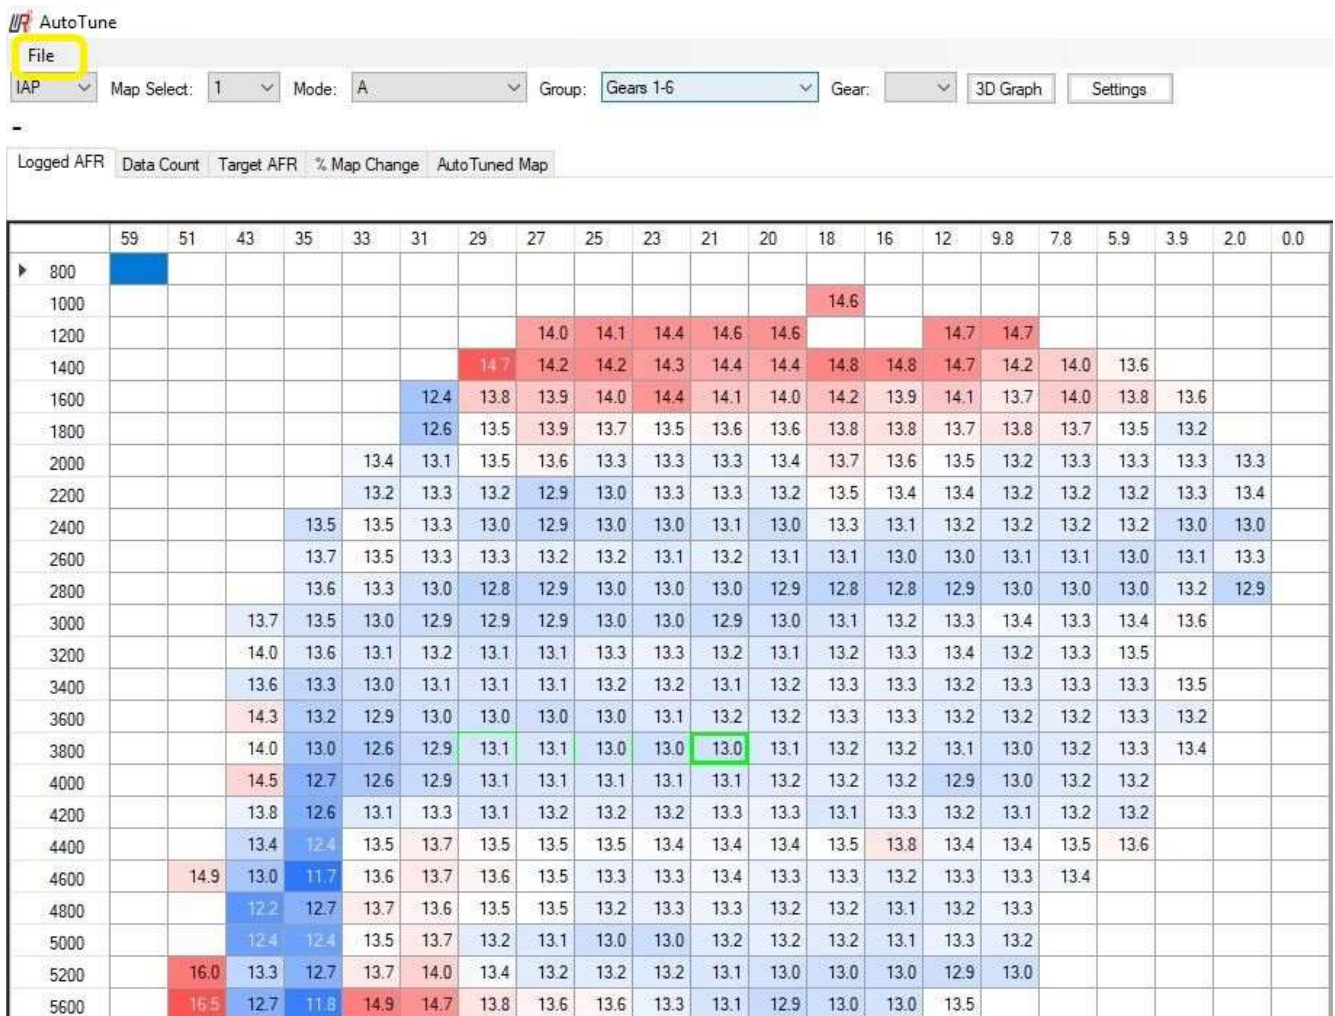 AutoTune
File
IAP Map Select: 1 Mode: A Group: Gears 1-6 Gear: 3D Graph Settings
-
Logged AFR Data Count Target AFR % Map Change AutoTuned Map
59 51 43 35 33 31 29 27 25 23 21 20 18 16 12 9.8 7.8 5.9 3.9 2.0 0.0
800
1000 14.6
1200 14.0 14.1 14.4 14.6 14.6 14.7 14.7
1400 14.7 14.2 14.2 14.3 14.4 14.4 14.8 14.8 14.7 14.2 14.0 13.6
1600 12.4 13.8 13.9 14.0 14.4 14.1 14.0 14.2 13.9 14.1 13.7 14.0 13.8 13.6
1800 12.6 13.5 13.9 13.7 13.5 13.6 13.6 13.8 13.8 13.7 13.8 13.7 13.5 13.2
2000 13.4 13.1 13.5 13.6 13.3 13.3 13.3 13.4 13.7 13.6 13.5 13.2 13.3 13.3 13.3 13.3
2200 13.2 13.3 13.2 12.9 13.0 13.3 13.3 13.2 13.5 13.4 13.4 13.2 13.2 13.2 13.3 13.4
2400 13.5 13.5 13.3 13.0 12.9 13.0 13.0 13.1 13.0 13.3 13.1 13.2 13.2 13.2 13.2 13.0 13.0
2600 13.7 13.5 13.3 13.3 13.2 13.2 13.1 13.2 13.1 13.1 13.0 13.0 13.1 13.1 13.0 13.1 13.3
2800 13.6 13.3 13.0 12.8 12.9 13.0 13.0 13.0 12.9 12.8 12.8 12.9 13.0 13.0 13.0 13.2 12.9
3000 13.7 13.5 13.0 12.9 12.9 12.9 13.0 13.0 12.9 13.0 13.1 13.2 13.3 13.4 13.3 13.4 13.6
3200 14.0 13.6 13.1 13.2 13.1 13.1 13.3 13.3 13.2 13.1 13.2 13.3 13.4 13.2 13.3 13.5
3400 13.6 13.3 13.0 13.1 13.1 13.1 13.2 13.2 13.1 13.2 13.3 13.3 13.2 13.3 13.3 13.3 13.5
3600 14.3 13.2 12.9 13.0 13.0 13.0 13.0 13.1 13.2 13.2 13.3 13.3 13.2 13.2 13.2 13.3 13.2
3800 14.0 13.0 12.6 12.9 13.1 13.1 13.0 13.0 13.0 13.1 13.2 13.2 13.1 13.0 13.2 13.3 13.4
4000 14.5 12.7 12.6 12.9 13.1 13.1 13.1 13.1 13.1 13.2 13.2 13.2 12.9 13.0 13.2 13.2
4200 13.8 12.6 13.1 13.3 13.1 13.2 13.2 13.2 13.3 13.3 13.1 13.3 13.2 13.1 13.2 13.2
4400 13.4 12.4 13.5 13.7 13.5 13.5 13.5 13.4 13.4 13.4 13.5 13.8 13.4 13.4 13.5 13.6
4600 14.9 13.0 11.7 13.6 13.7 13.6 13.5 13.3 13.3 13.4 13.3 13.3 13.2 13.3 13.3 13.4
4800 12.2 12.7 13.7 13.6 13.5 13.5 13.2 13.3 13.3 13.2 13.2 13.1 13.2 13.3
5000 12.4 12.4 13.5 13.7 13.2 13.1 13.0 13.0 13.2 13.2 13.2 13.1 13.3 13.2
5200 16.0 13.3 12.7 13.7 14.0 13.4 13.2 13.2 13.2 13.1 13.0 13.0 13.0 12.9 13.0
5600 16.5 12.7 11.8 14.9 14.7 13.8 13.6 13.6 13.3 13.1 12.9 13.0 13.0 13.5